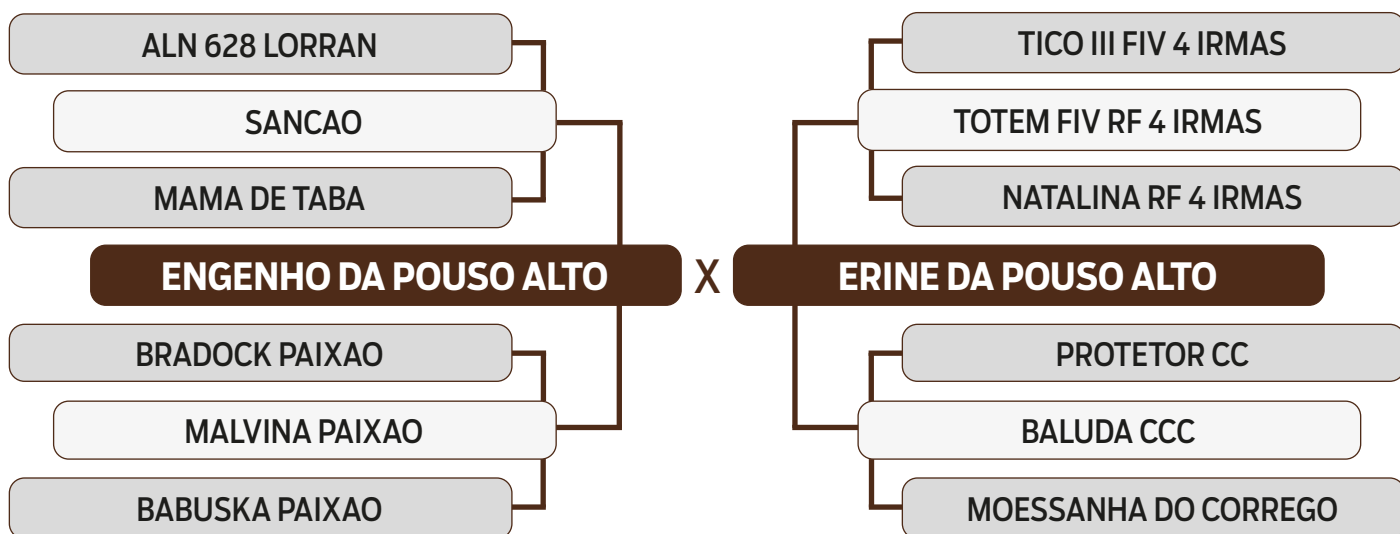 ALN 628 LORRAN
SANCAO
MAMA DE TABA
ENGENHO DA POUSO ALTO
BRADOCK PAIXAO
MALVINA PAIXAO
BABUSKA PAIXAO
X
TICO III FIV 4 IRMAS
TOTEM FIV RF 4 IRMAS
NATALINA RF 4 IRMAS
ERINE DA POUSO ALTO
PROTETOR CC
BALUDA CCC
MOESSANHA DO CORREGO